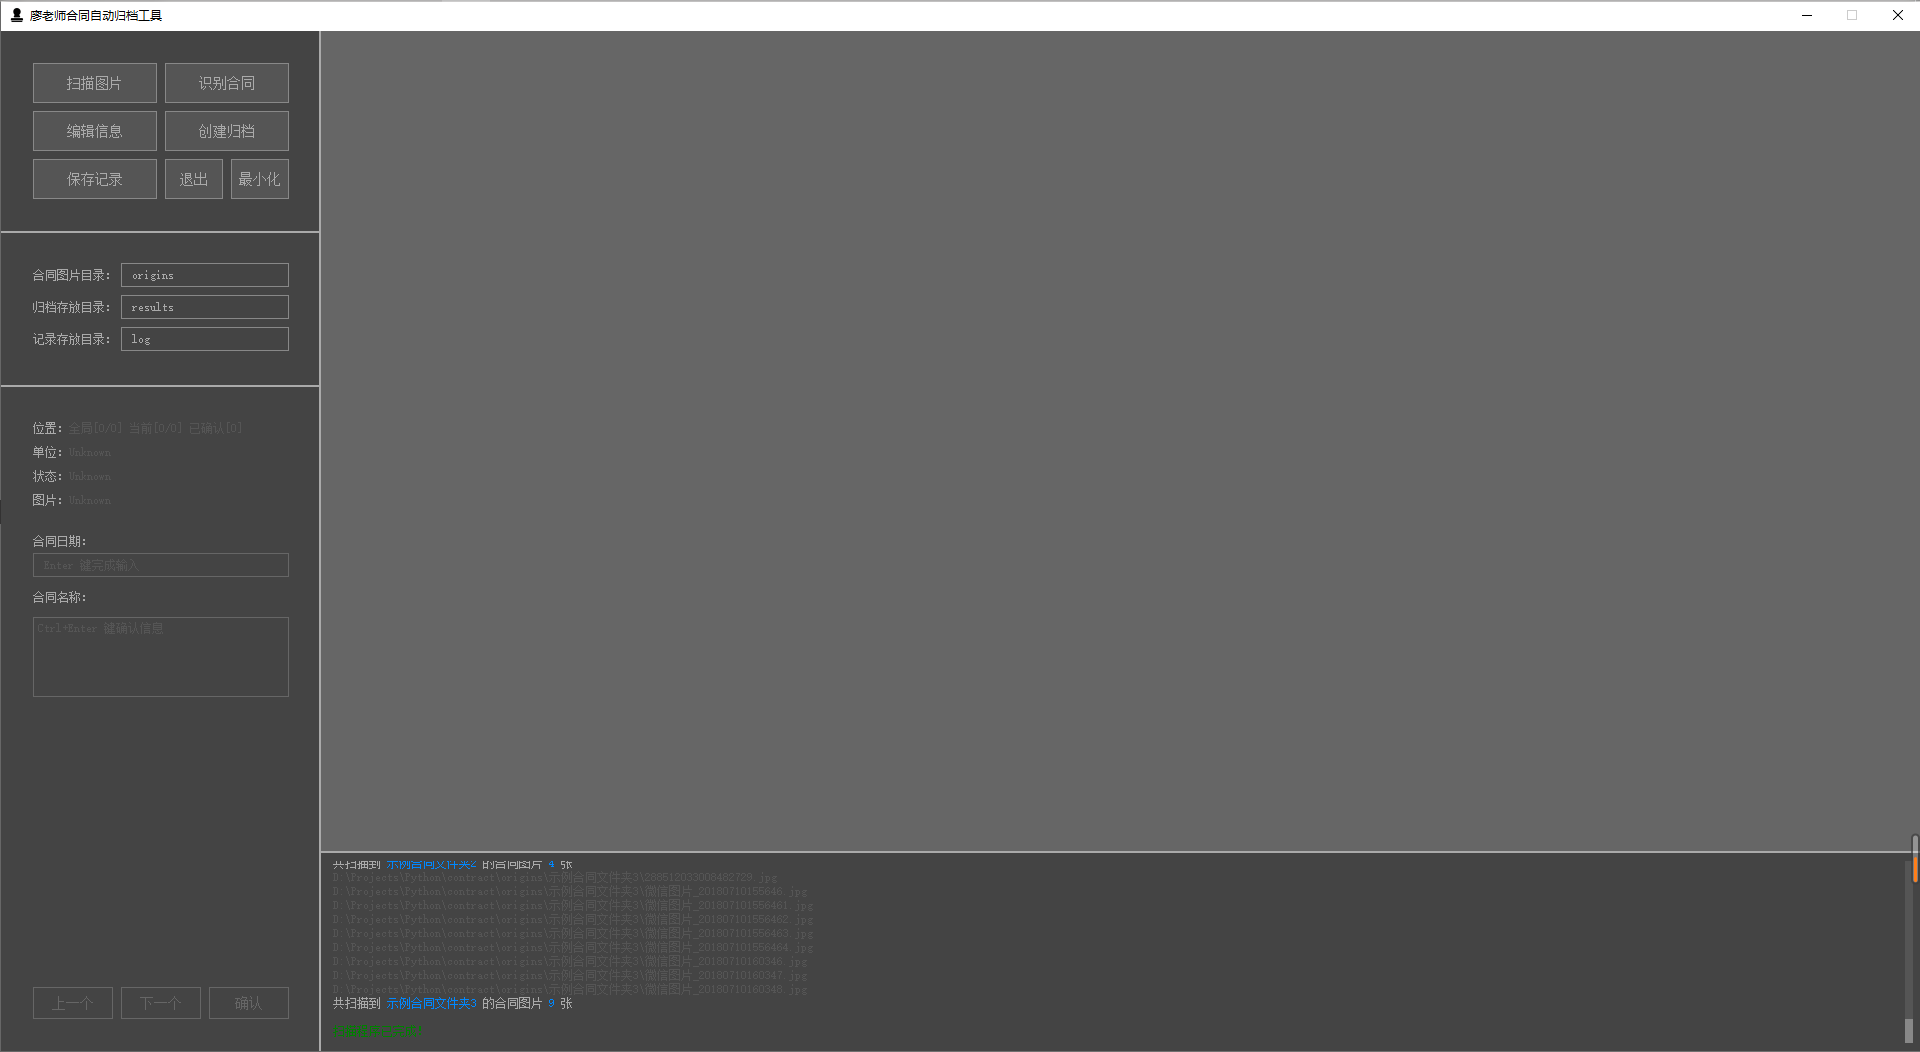 廖老师合同自动归档工具
扫描图片 识别合同
编辑信息 创建归档
保存记录 退出 最小化
合同图片目录: origins
归档存放目录: results
记录存放目录: log
位置: 全局[0/0] 当前[0/0] 已确认[0]
单位: Unknown
状态: Unknown
图片: Unknown
合同日期:
Enter 键完成输入
合同名称:
Ctrl+Enter 键确认信息
上一个 下一个 确认
共扫描到 示例合同文件夹2 的合同图片 4 张
D:\Projects\Python\contract\origins\示例合同文件夹3\288512033008482729.jpg
D:\Projects\Python\contract\origins\示例合同文件夹3\微信图片_20180710155646.jpg
D:\Projects\Python\contract\origins\示例合同文件夹3\微信图片_201807101556461.jpg
D:\Projects\Python\contract\origins\示例合同文件夹3\微信图片_201807101556462.jpg
D:\Projects\Python\contract\origins\示例合同文件夹3\微信图片_201807101556463.jpg
D:\Projects\Python\contract\origins\示例合同文件夹3\微信图片_201807101556464.jpg
D:\Projects\Python\contract\origins\示例合同文件夹3\微信图片_20180710160346.jpg
D:\Projects\Python\contract\origins\示例合同文件夹3\微信图片_20180710160347.jpg
D:\Projects\Python\contract\origins\示例合同文件夹3\微信图片_20180710160348.jpg
共扫描到 示例合同文件夹3 的合同图片 9 张